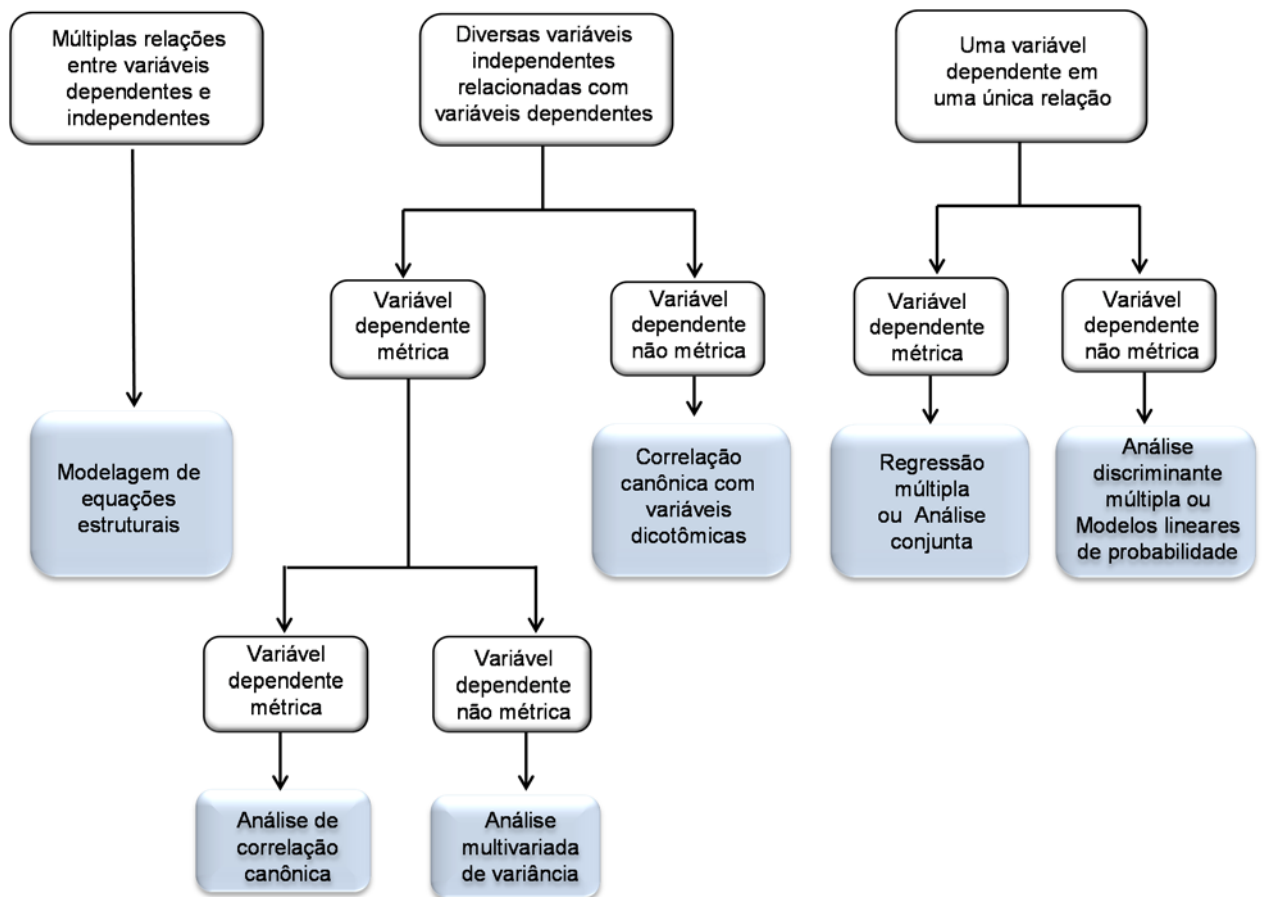 Múltiplas relações
entre variáveis
dependentes e
independentes
Diversas variáveis
independentes
relacionadas com
variáveis dependentes
Uma variável
dependente em
uma única relação
Variável
dependente
métrica
Variável
dependente
não métrica
Variável
dependente
métrica
Variável
dependente
não métrica
Modelagem de
equações
estruturais
Correlação
canônica com
variáveis
dicotômicas
Regressão
múltipla
ou Análise
conjunta
Análise
discriminante
múltipla ou
Modelos lineares
de probabilidade
Variável
dependente
métrica
Variável
dependente
não métrica
Análise de
correlação
canônica
Análise
multivariada
de variância